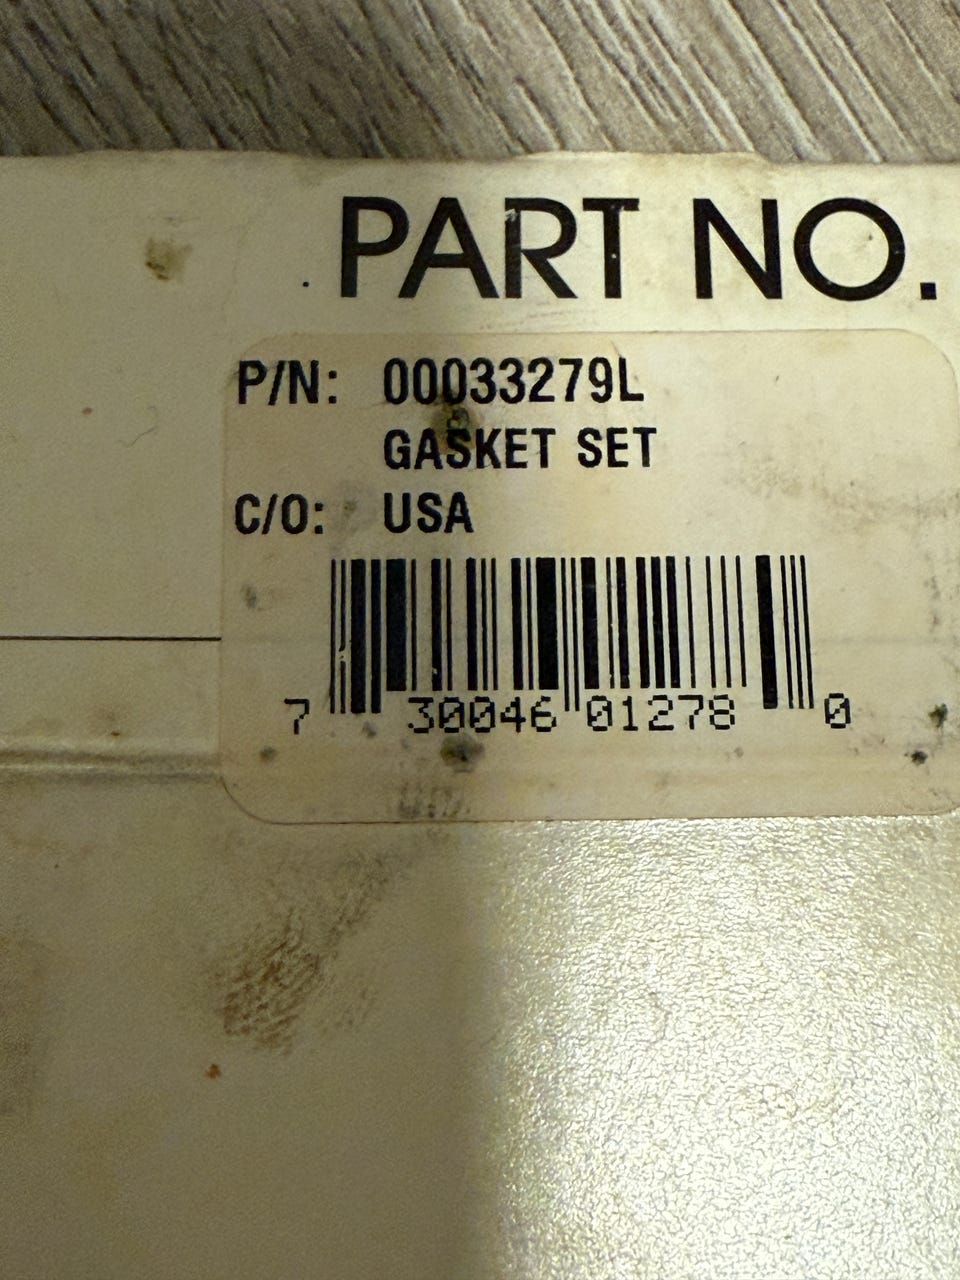 PART NO.
P/N: 00033279L
GASKET SET
C/O: USA
7 30046 01278 0